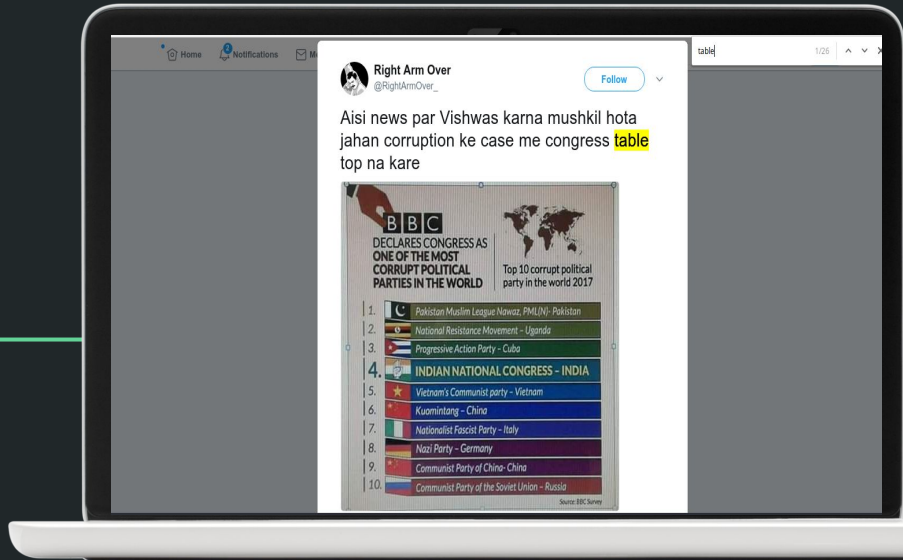 Home
2
Notifications
M
table
1/26
Right Arm Over
@RightArmOver_
Follow
Aisi news par Vishwas karna mushkil hota
jahan corruption ke case me congress table
top na kare
BBC
DECLARES CONGRESS AS
ONE OF THE MOST
CORRUPT POLITICAL
PARTIES IN THE WORLD
Top 10 corrupt political
party in the world 2017
1. Pakistan Muslim League Nawaz, PML(N)- Pakistan
2. National Resistance Movement - Uganda
3. Progressive Action Party - Cuba
4. INDIAN NATIONAL CONGRESS - INDIA
5. Vietnam's Communist party - Vietnam
6. Kuomintang - China
7. Nationalist Fascist Party - Italy
8. Nazi Party - Germany
9. Communist Party of China- China
10. Communist Party of the Soviet Union - Russia
Source: BBC Survey